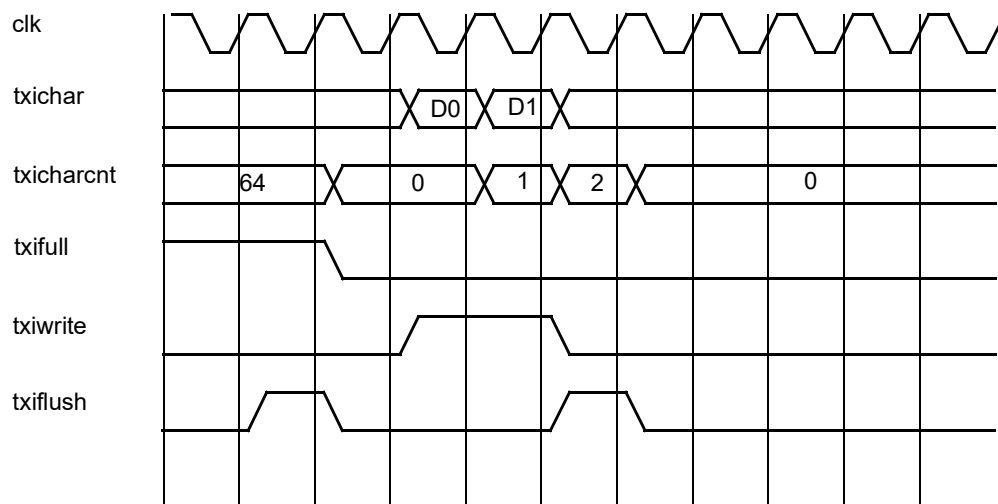 clk
txichar D0 D1
txicharcnt 64 0 1 2 0
txifull
txiwrite
txiflush